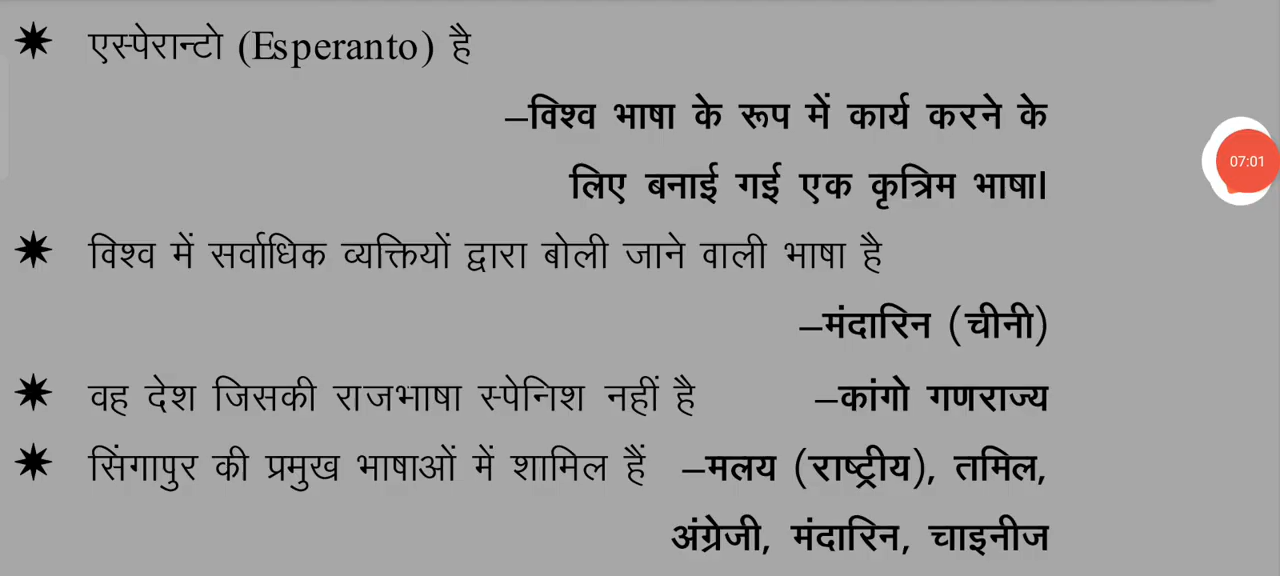 ✷ एस्पेरान्टो (Esperanto) है
–विश्व भाषा के रूप में कार्य करने के
लिए बनाई गई एक कृत्रिम भाषा।
✷ विश्व में सर्वाधिक व्यक्तियों द्वारा बोली जाने वाली भाषा है
–मंदारिन (चीनी)
✷ वह देश जिसकी राजभाषा स्पेनिश नहीं है –कांगो गणराज्य
✷ सिंगापुर की प्रमुख भाषाओं में शामिल हैं –मलय (राष्ट्रीय), तमिल,
अंग्रेजी, मंदारिन, चाइनीज
07:01